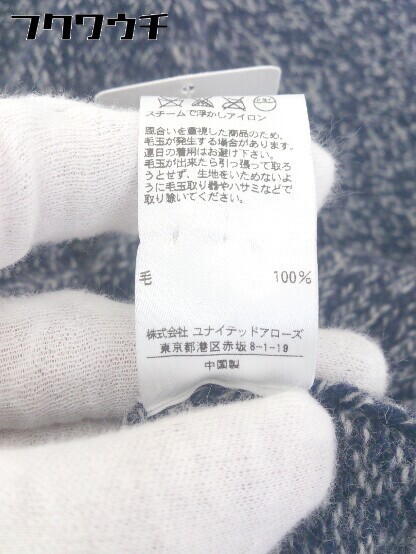 フクワウチ
スチームで浮かしアイロン
風合いを重視した商品のため、
毛玉が発生する場合があります。
連日の着用はお避け下さい。
毛玉が出来たら引っ張って取ろ
うとせず、生地をいためないよ
うに毛玉取り器やハサミなどで
取り除いてください。
毛 100%
株式会社 ユナイテッドアローズ
東京都港区赤坂8-1-19
中国製